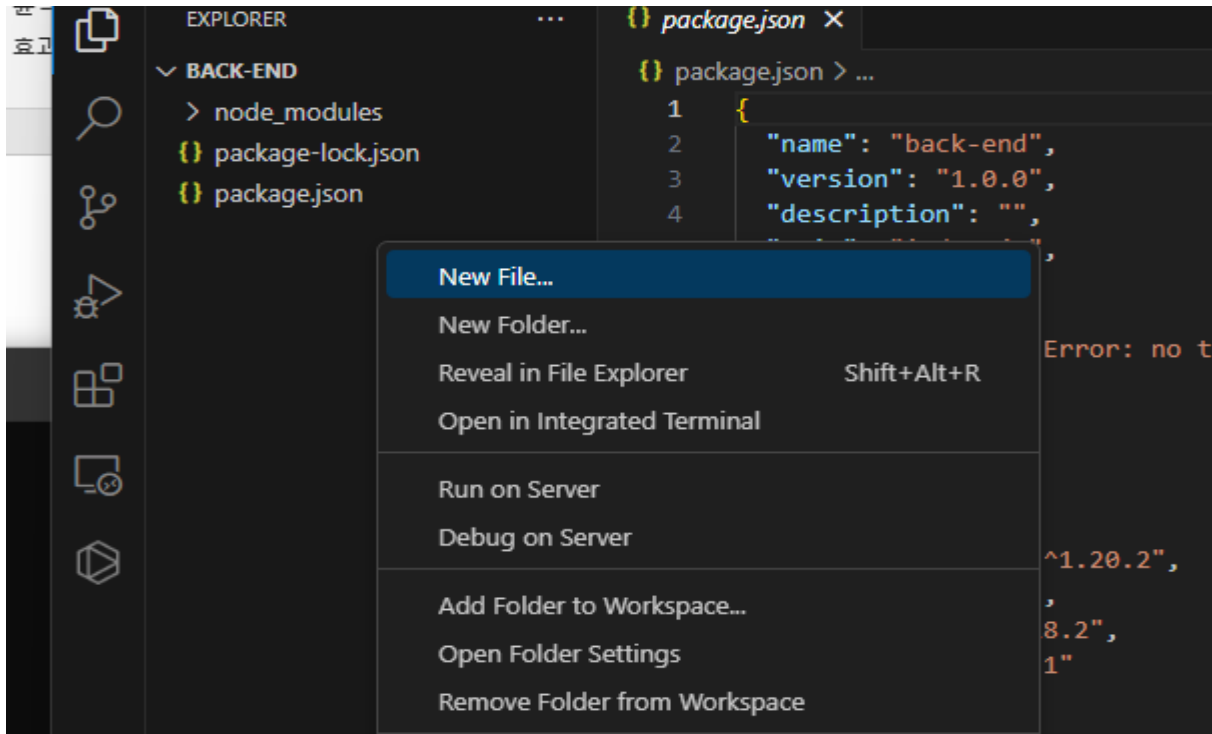 효과
EXPLORER ...
BACK-END
node_modules
package-lock.json
package.json
package.json
package.json > ...
1 {
2 "name": "back-end",
3 "version": "1.0.0",
4 "description": "",
New File...
New Folder...
Reveal in File Explorer Shift+Alt+R
Open in Integrated Terminal
Run on Server
Debug on Server
Add Folder to Workspace...
Open Folder Settings
Remove Folder from Workspace
Error: no t
^1.20.2",
,
8.2",
1"